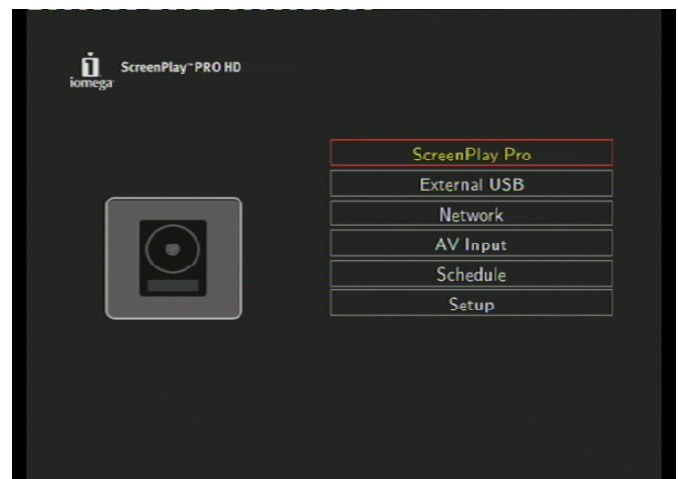 ScreenPlay™ PRO HD
iomega
ScreenPlay Pro
External USB
Network
AV Input
Schedule
Setup